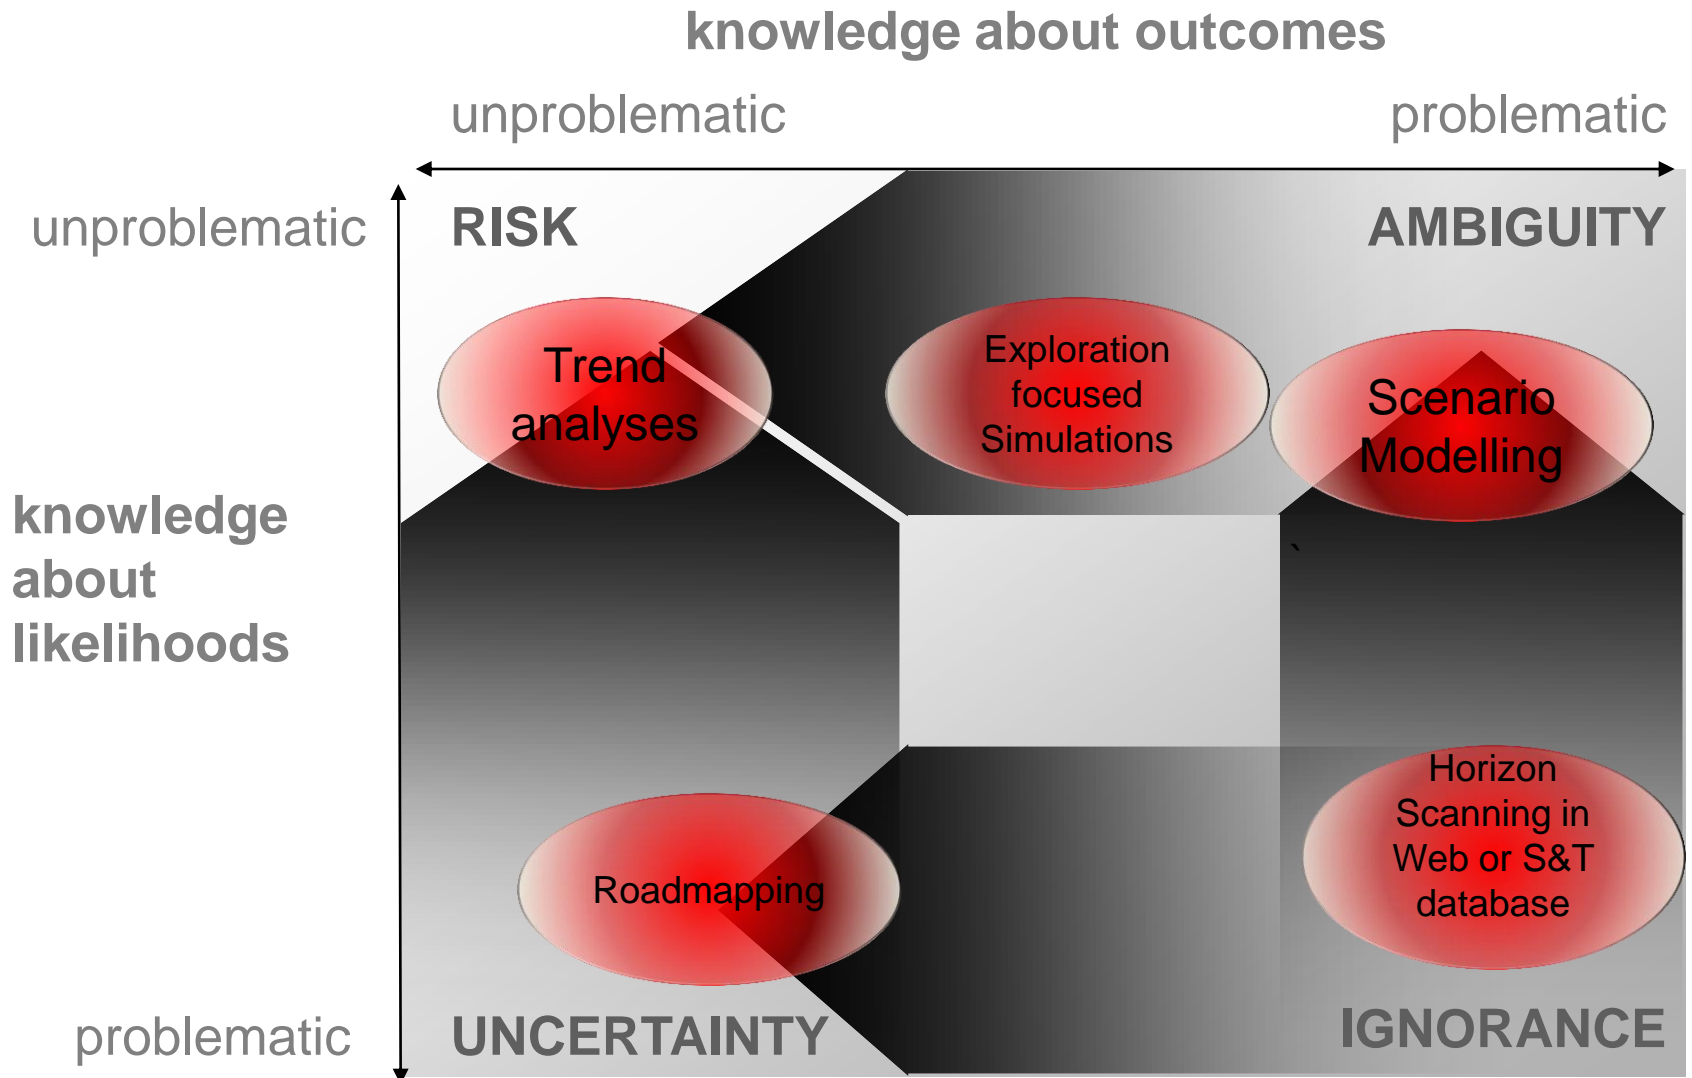 knowledge about outcomes
unproblematic
problematic
unproblematic
RISK
AMBIGUITY
Trend
analyses
Exploration
focused
Simulations
Scenario
Modelling
knowledge
about
likelihoods
`
Horizon
Scanning in
Web or S&T
database
Roadmapping
problematic
UNCERTAINTY
IGNORANCE